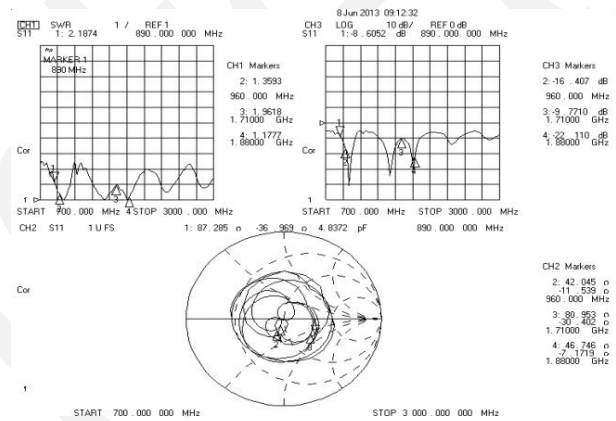 8 Jun 2013 09:12:32
CH1 SWR 1 / REF 1
S11 1: 2.1874 890.000 000 MHz
CH3 LOG 10 dB/ REF 0 dB
S11 1:-8 .6052 dB 890.000 000 MHz
MARKER 1
890 MHz
CH1 Markers
2: 1.3593
960.000 MHz
3: 1.9618
1.71000 GHz
4: 1.1777
1.88000 GHz
Cor
1
CH3 Markers
2:-16 .407 dB
960.000 MHz
3:-9 .7710 dB
1.71000 GHz
4:-22 .110 dB
1.88000 GHz
Cor
1
START 700.000 MHz STOP 3000.000 MHz
START 700.000 MHz STOP 3000.000 MHz
CH2 S11 1 U FS 1: 87.285 o -36 .969 o 4.8372 pF 890.000 000 MHz
Cor
1
CH2 Markers
2: 42.045 o
-11 .539 o
960.000 MHz
3: 80.953 o
-30 .402 o
1.71000 GHz
4: 46.746 o
-7 .1719 o
1.88000 GHz
START 700.000 000 MHz STOP 3 000.000 000 MHz